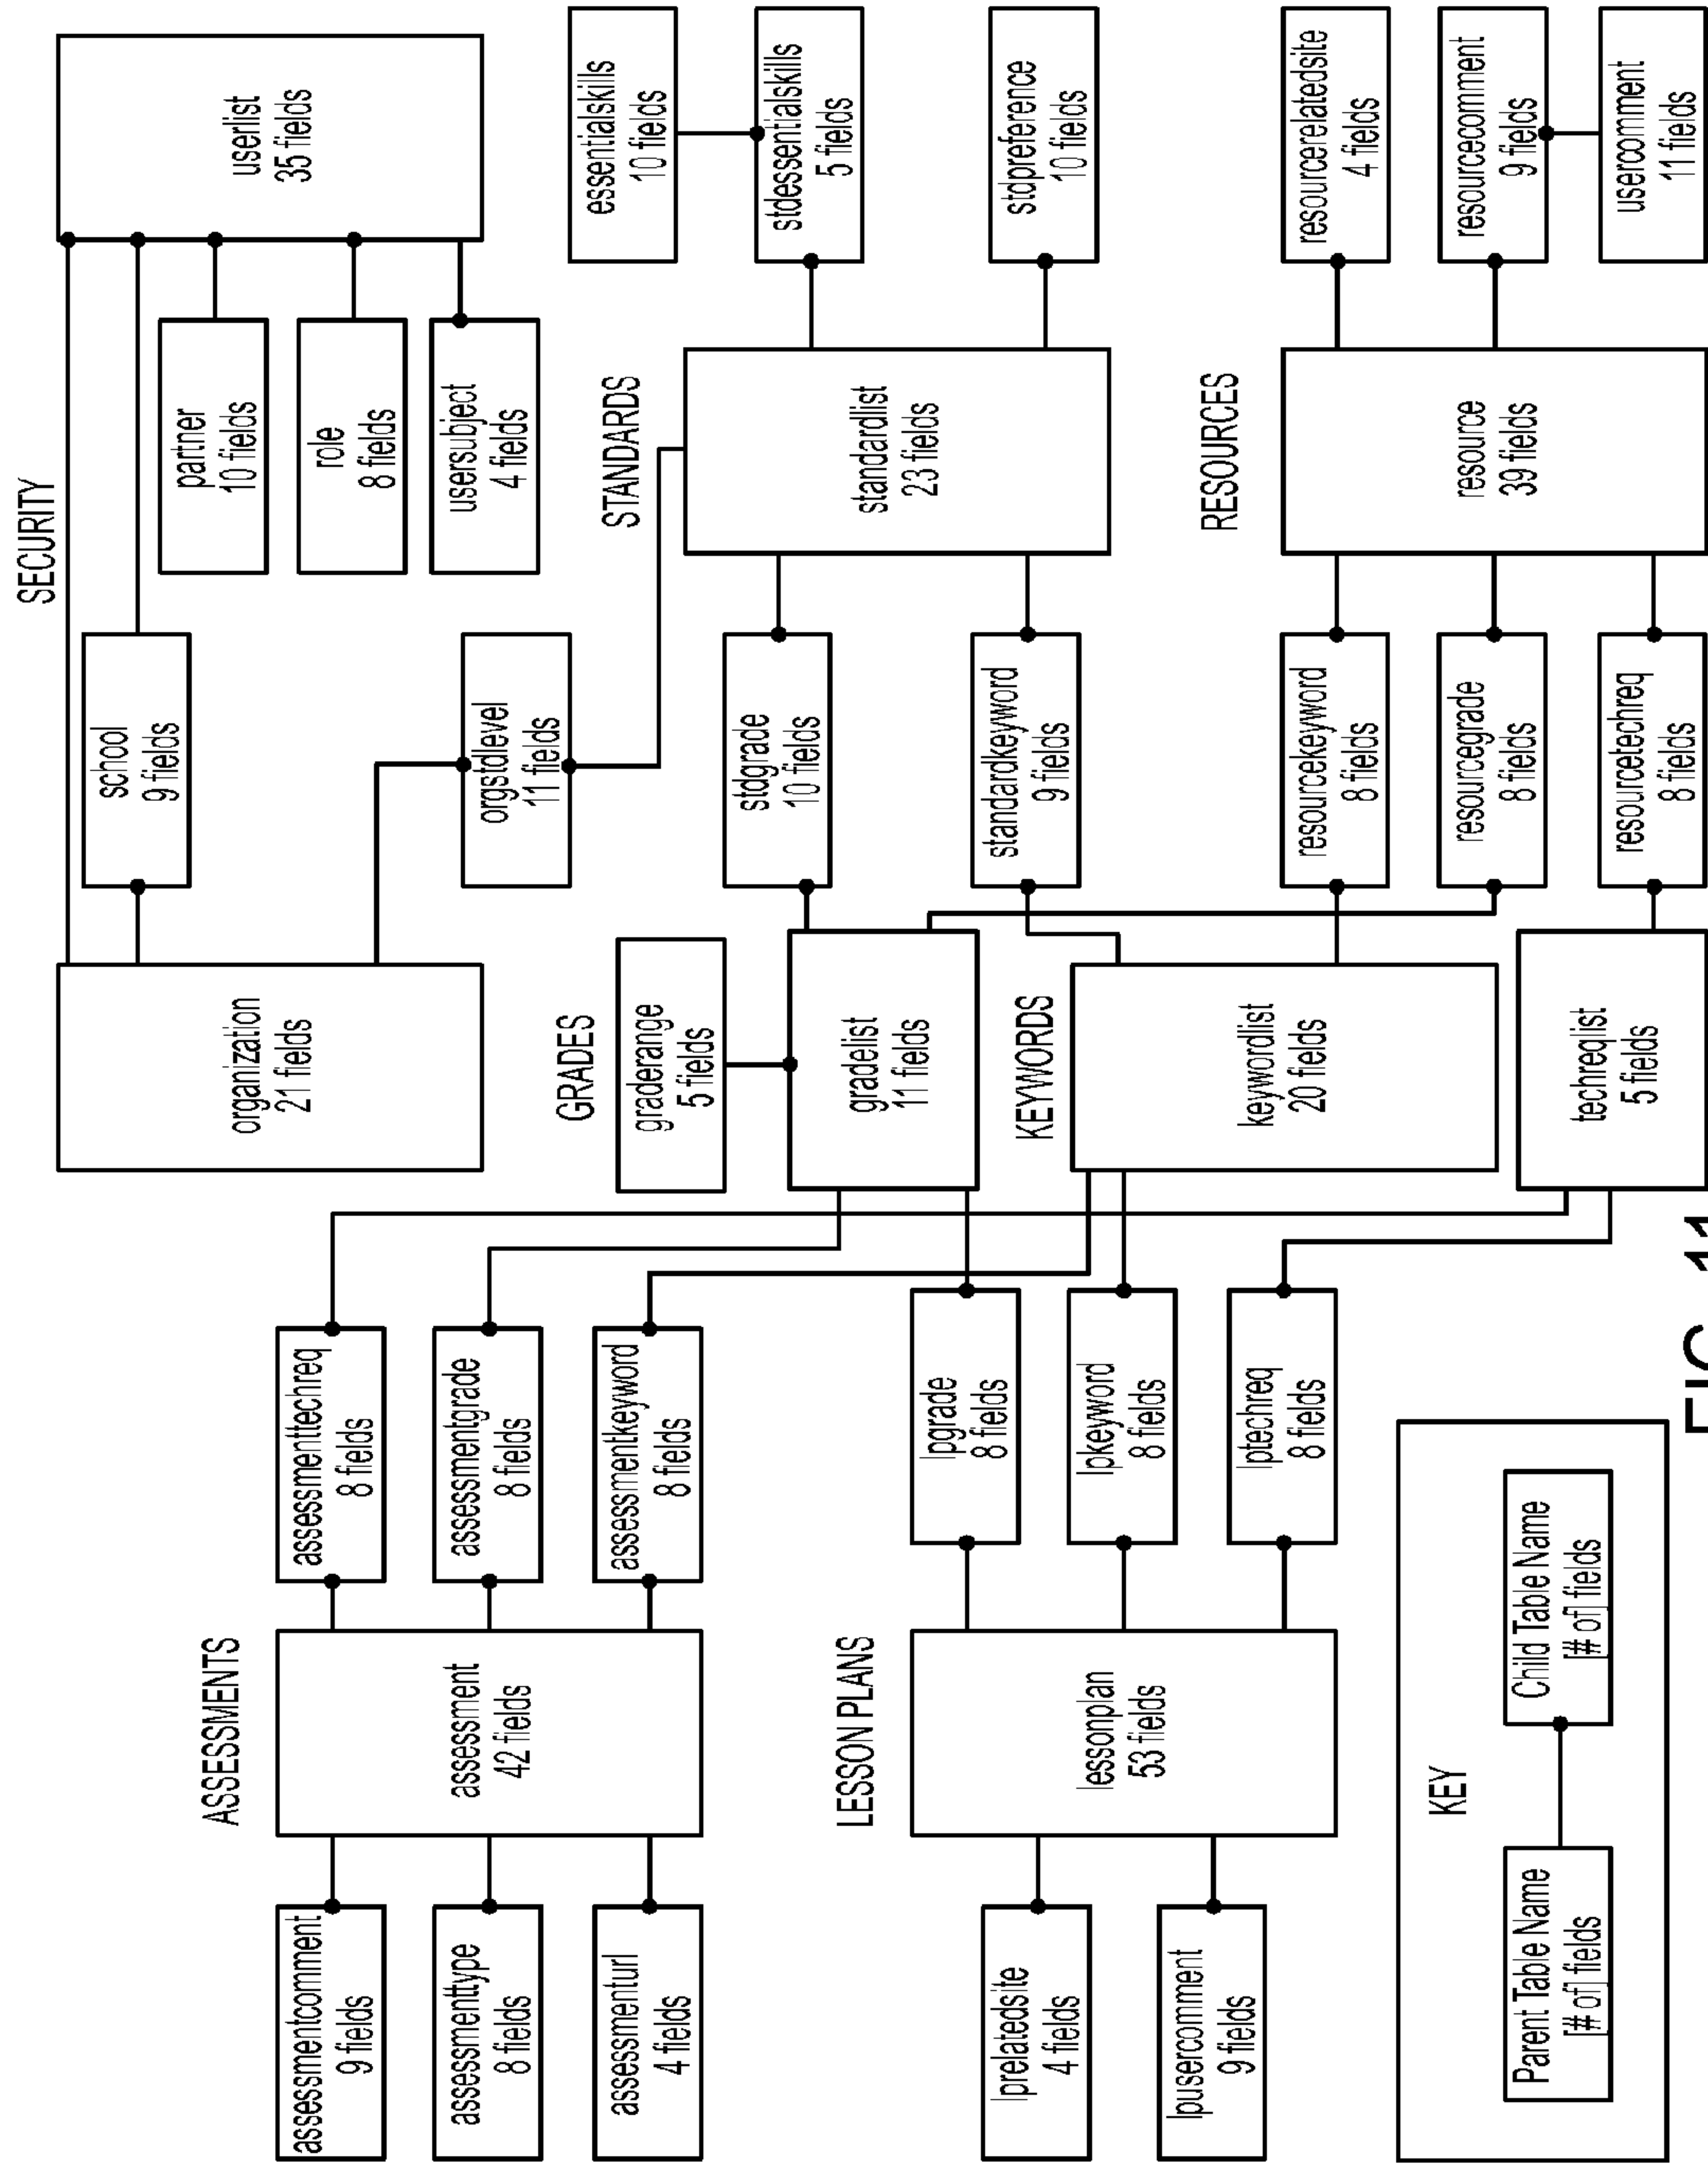 SECURITY
organization
21 fields
school
9 fields
userlist
35 fields
partner
10 fields
role
8 fields
usersubject
4 fields
orgstdlevel
11 fields
ASSESSMENTS
assessmentcomment
9 fields
assessmenttype
8 fields
assessmenturl
4 fields
assessment
42 fields
assessmenttechreq
8 fields
assessmentgrade
8 fields
assessmentkeyword
8 fields
GRADES
graderange
5 fields
gradelist
11 fields
STANDARDS
stdgrade
10 fields
standardkeyword
9 fields
standardlist
23 fields
essentialskills
10 fields
stdessentialskills
5 fields
stdpreference
10 fields
LESSON PLANS
lprelatedsite
4 fields
lpusercomment
9 fields
lessonplan
53 fields
lpgrade
8 fields
lpkeyword
8 fields
lptechreq
8 fields
KEYWORDS
keywordlist
20 fields
techreqlist
5 fields
RESOURCES
resourcekeyword
8 fields
resourcegrade
8 fields
resourcetechreq
8 fields
resource
39 fields
resourcerelatedsite
4 fields
resourcecomment
9 fields
usercomment
11 fields
KEY
Parent Table Name
[# of] fields
Child Table Name
[# of] fields
FIG. 11